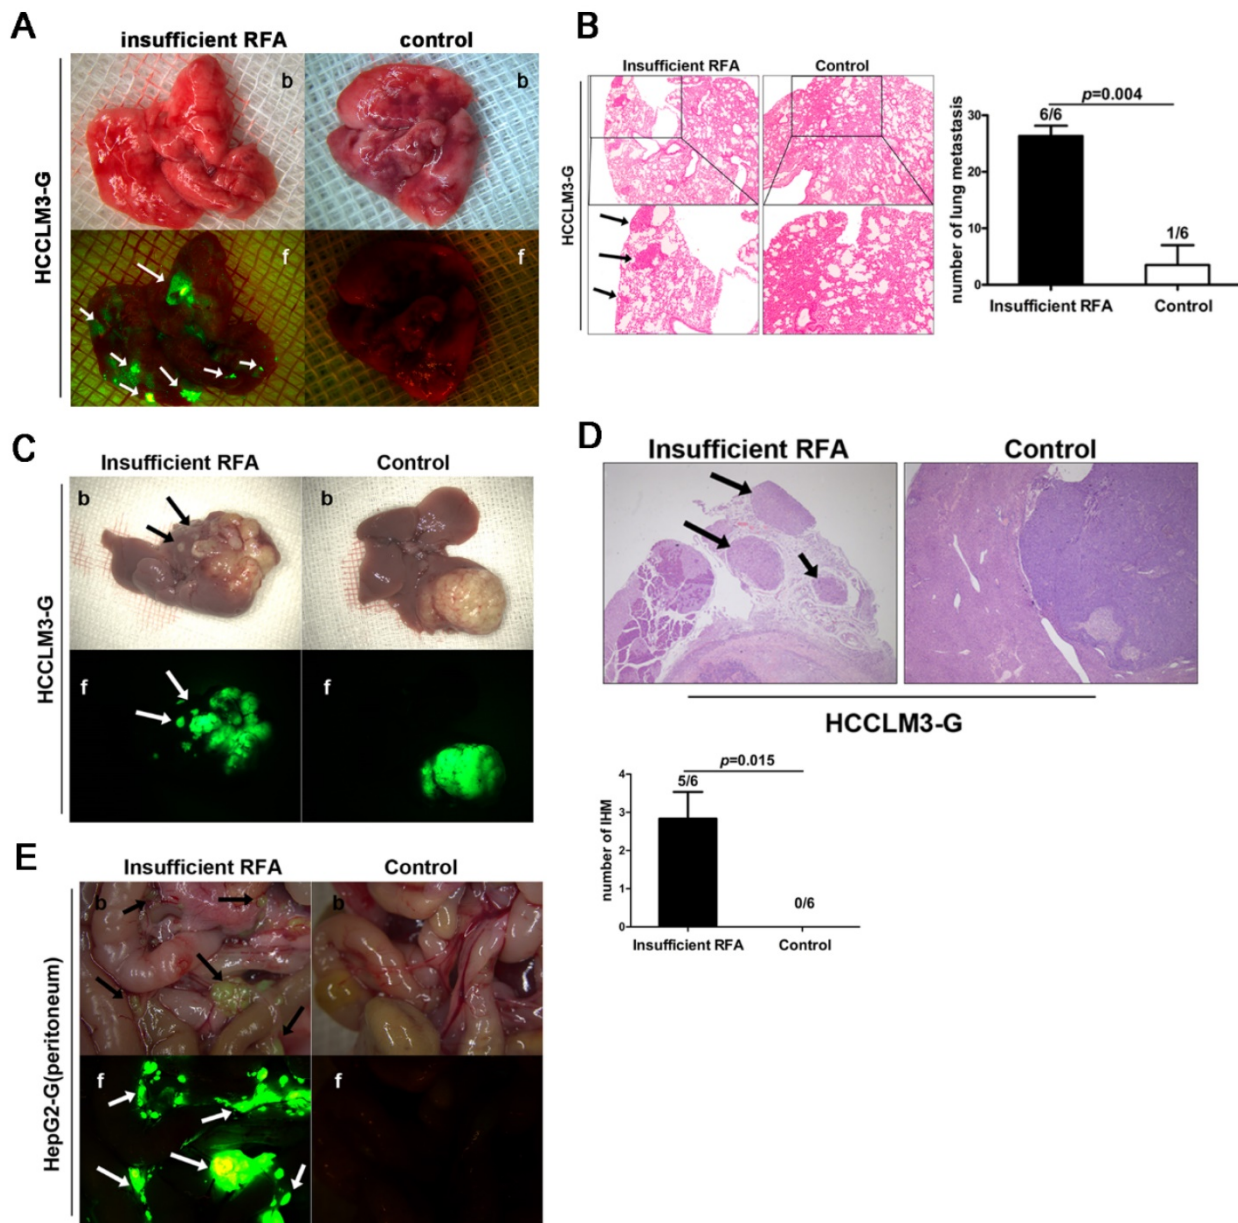 A
insufficient RFA
control
HCCLM3-G
b
b
f
f
B
Insufficient RFA
Control
HCCLM3-G
number of lung metastasis
p=0.004
30
20
10
0
6/6
1/6
Insufficient RFA
Control
C
Insufficient RFA
Control
HCCLM3-G
b
b
f
f
D
Insufficient RFA
Control
HCCLM3-G
number of IHM
p=0.015
4
3
2
1
0
5/6
0/6
Insufficient RFA
Control
E
Insufficient RFA
Control
HepG2-G(peritoneum)
b
b
f
f